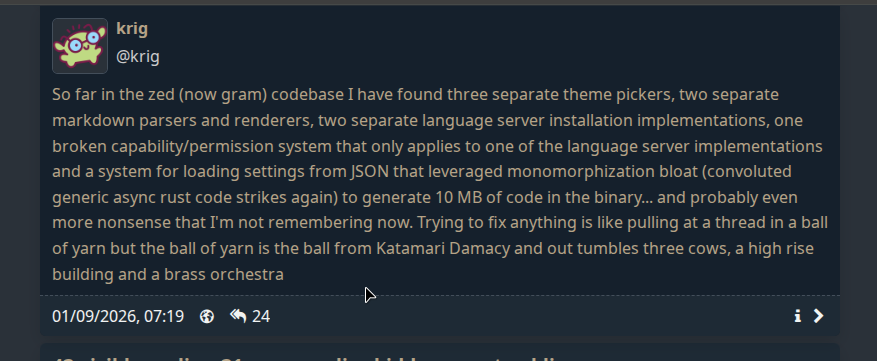 krig
@krig
So far in the zed (now gram) codebase I have found three separate theme pickers, two separate
markdown parsers and renderers, two separate language server installation implementations, one
broken capability/permission system that only applies to one of the language server implementations
and a system for loading settings from JSON that leveraged monomorphization bloat (convoluted
generic async rust code strikes again) to generate 10 MB of code in the binary... and probably even
more nonsense that I'm not remembering now. Trying to fix anything is like pulling at a thread in a ball
of yarn but the ball of yarn is the ball from Katamari Damacy and out tumbles three cows, a high rise
building and a brass orchestra
01/09/2026, 07:19 24